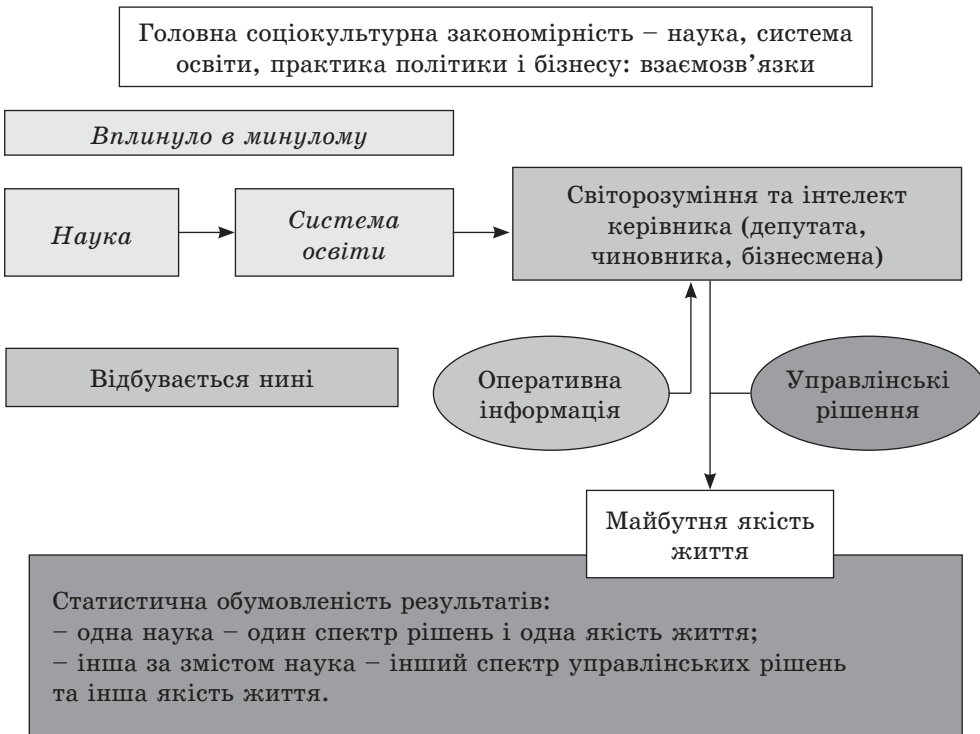 Головна соціокультурна закономірність – наука, система
освіти, практика політики і бізнесу: взаємозв’язки
Вплинуло в минулому
Наука
Система
освіти
Світорозуміння та інтелект
керівника (депутата,
чиновника, бізнесмена)
Відбувається нині
Оперативна
інформація
Управлінські
рішення
Майбутня якість
життя
Статистична обумовленість результатів:
– одна наука – один спектр рішень і одна якість життя;
– інша за змістом наука – інший спектр управлінських рішень
та інша якість життя.